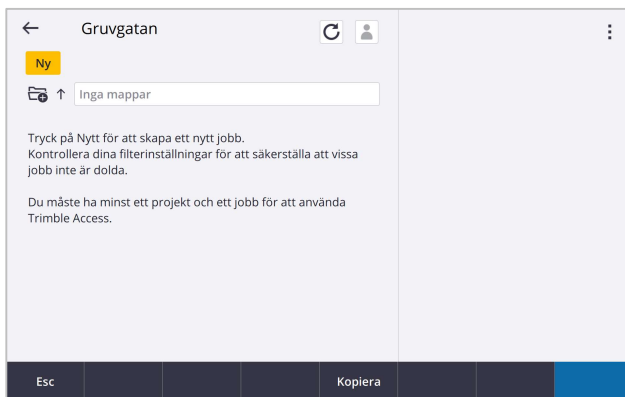 Gruvgatan
Ny
Inga mappar
Tryck på Nytt för att skapa ett nytt jobb.
Kontrollera dina filterinställningar för att säkerställa att vissa
jobb inte är dolda.
Du måste ha minst ett projekt och ett jobb för att använda
Trimble Access.
Esc
Kopiera